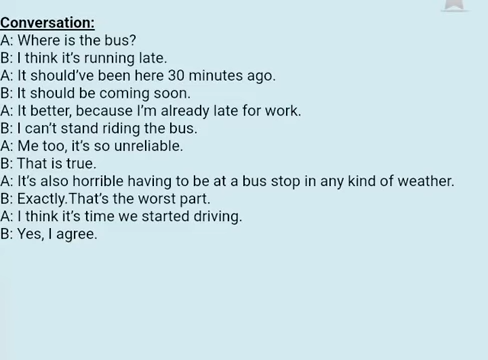 Conversation:
A: Where is the bus?
B: I think it's running late.
A: It should've been here 30 minutes ago.
B: It should be coming soon.
A: It better, because I'm already late for work.
B: I can't stand riding the bus.
A: Me too, it's so unreliable.
B: That is true.
A: It's also horrible having to be at a bus stop in any kind of weather.
B: Exactly.That's the worst part.
A: I think it's time we started driving.
B: Yes, I agree.